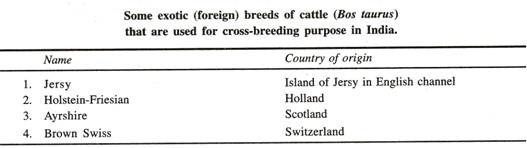 Some exotic (foreign) breeds of cattle (Bos taurus)
that are used for cross-breeding purpose in India.
Name Country of origin
1. Jersy Island of Jersy in English channel
2. Holstein-Friesian Holland
3. Ayrshire Scotland
4. Brown Swiss Switzerland